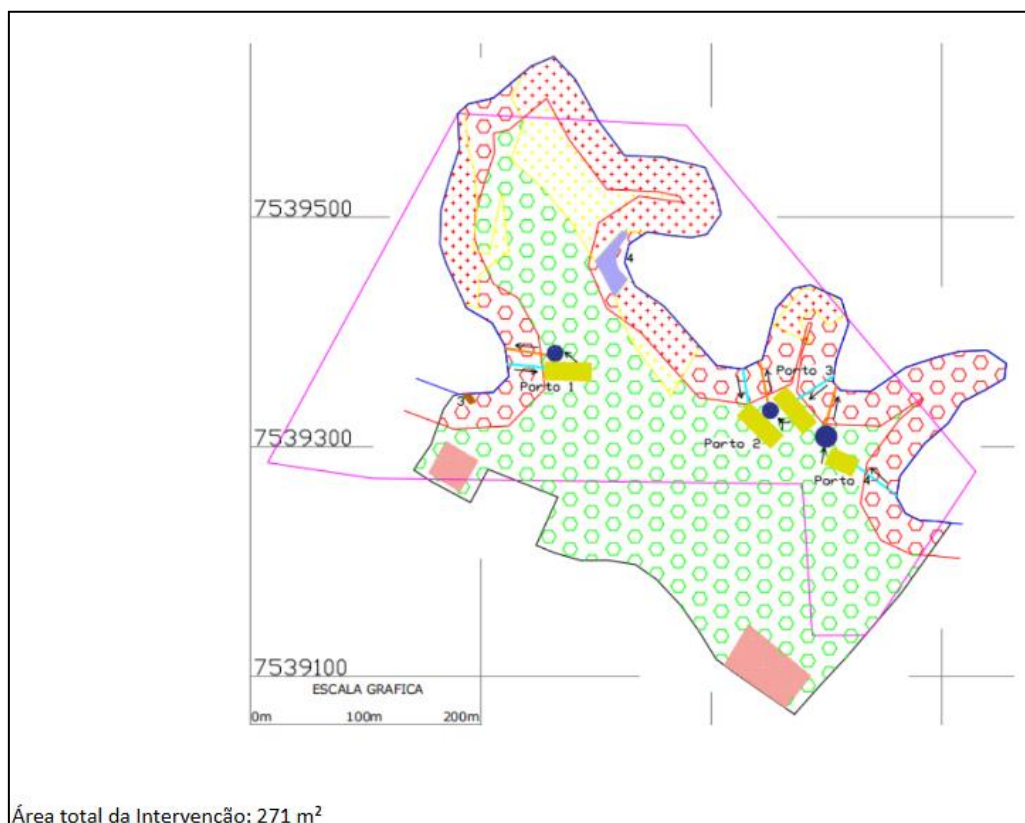 7539500
4
Porto 1
Porto 3
3
Porto 2
7539300
Porto 4
7539100
ESCALA GRAFICA
0m 100m 200m
Área total da Intervenção: 271 m²